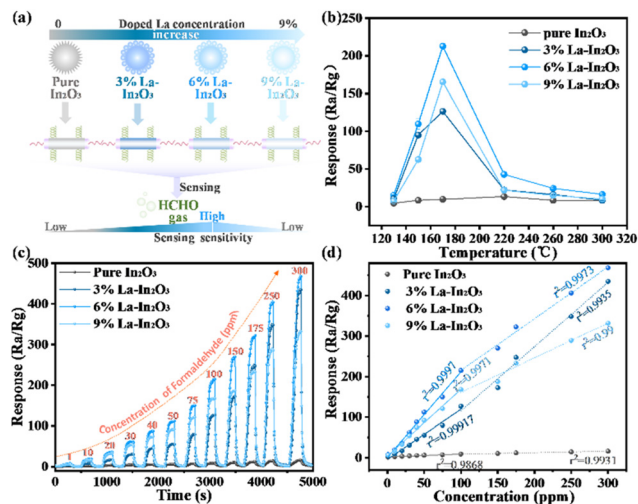 (a)
0 Doped La concentration 9%
increase
Pure In₂O₃
3% La-In₂O₃
6% La-In₂O₃
9% La-In₂O₃
Sensing
HCHO
gas
High
Low
Low
Sensing sensitivity
(b)
250
200
150
100
50
0
Response (Ra/Rg)
pure In₂O₃
3% La-In₂O₃
6% La-In₂O₃
9% La-In₂O₃
120 140 160 180 200 220 240 260 280 300
Temperature (℃)
(c)
500
400
300
200
100
0
Response (Ra/Rg)
Pure In₂O₃
3% La-In₂O₃
6% La-In₂O₃
9% La-In₂O₃
Concentration of Formaldehyde (ppm)
1 10 20 30 40 50 75 100 150 175 250 300
0 1000 2000 3000 4000 5000
Time (s)
(d)
400
300
200
100
0
Response (Ra/Rg)
Pure In₂O₃
3% La-In₂O₃
6% La-In₂O₃
9% La-In₂O₃
r²=0.9973
r²=0.9935
r²=0.99
r²=0.9997
r²=0.9971
r²=0.99917
r²=0.9868
r²=0.9931
0 50 100 150 200 250 300
Concentration (ppm)